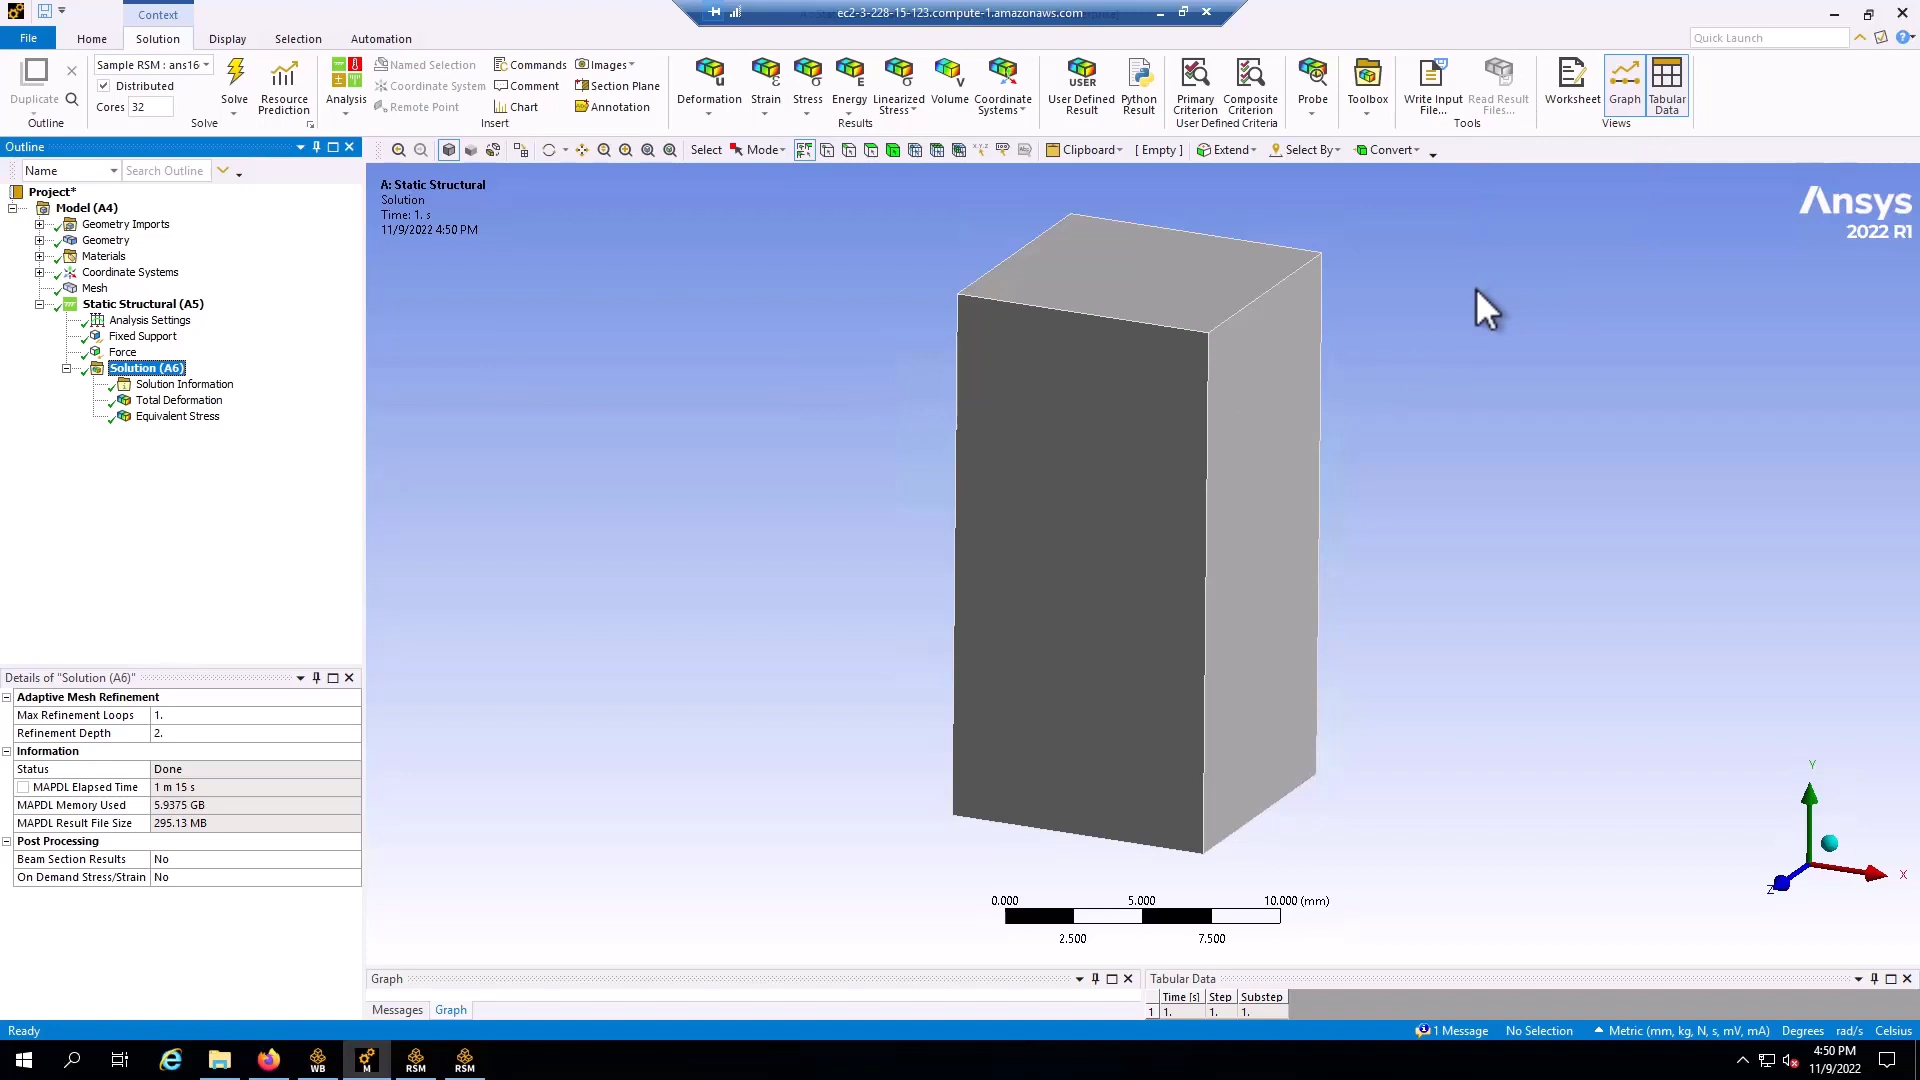 Context
ec2-3-228-15-123.compute-1.amazonaws.com
File Home Solution Display Selection Automation
Quick Launch
Duplicate
Outline
Sample RSM : ans16
Distributed
Cores 32
Solve
Resource Prediction
Solve
Analysis
Named Selection
Coordinate System
Remote Point
Commands
Comment
Chart
Images
Section Plane
Annotation
Insert
Deformation Strain Stress Energy Linearized Stress Volume Coordinate Systems
Results
User Defined Result Python Result
Primary Criterion Composite Criterion
User Defined Criteria
Probe Toolbox
Write Input File... Read Result Files...
Tools
Worksheet Graph Tabular Data
Views
Outline
Name Search Outline
Select Mode Clipboard [ Empty ] Extend Select By Convert
Project*
Model (A4)
Geometry Imports
Geometry
Materials
Coordinate Systems
Mesh
Static Structural (A5)
Analysis Settings
Fixed Support
Force
Solution (A6)
Solution Information
Total Deformation
Equivalent Stress
A: Static Structural
Solution
Time: 1. s
11/9/2022 4:50 PM
Ansys
2022 R1
Details of "Solution (A6)"
Adaptive Mesh Refinement
Max Refinement Loops 1.
Refinement Depth 2.
Information
Status Done
MAPDL Elapsed Time 1 m 15 s
MAPDL Memory Used 5.9375 GB
MAPDL Result File Size 295.13 MB
Post Processing
Beam Section Results No
On Demand Stress/Strain No
Y
X
Z
0.000 5.000 10.000 (mm)
2.500 7.500
Graph
Messages Graph
Tabular Data
Time [s] Step Substep
1 1. 1. 1.
Ready
1 Message No Selection Metric (mm, kg, N, s, mV, mA) Degrees rad/s Celsius
WB M RSM RSM
4:50 PM
11/9/2022